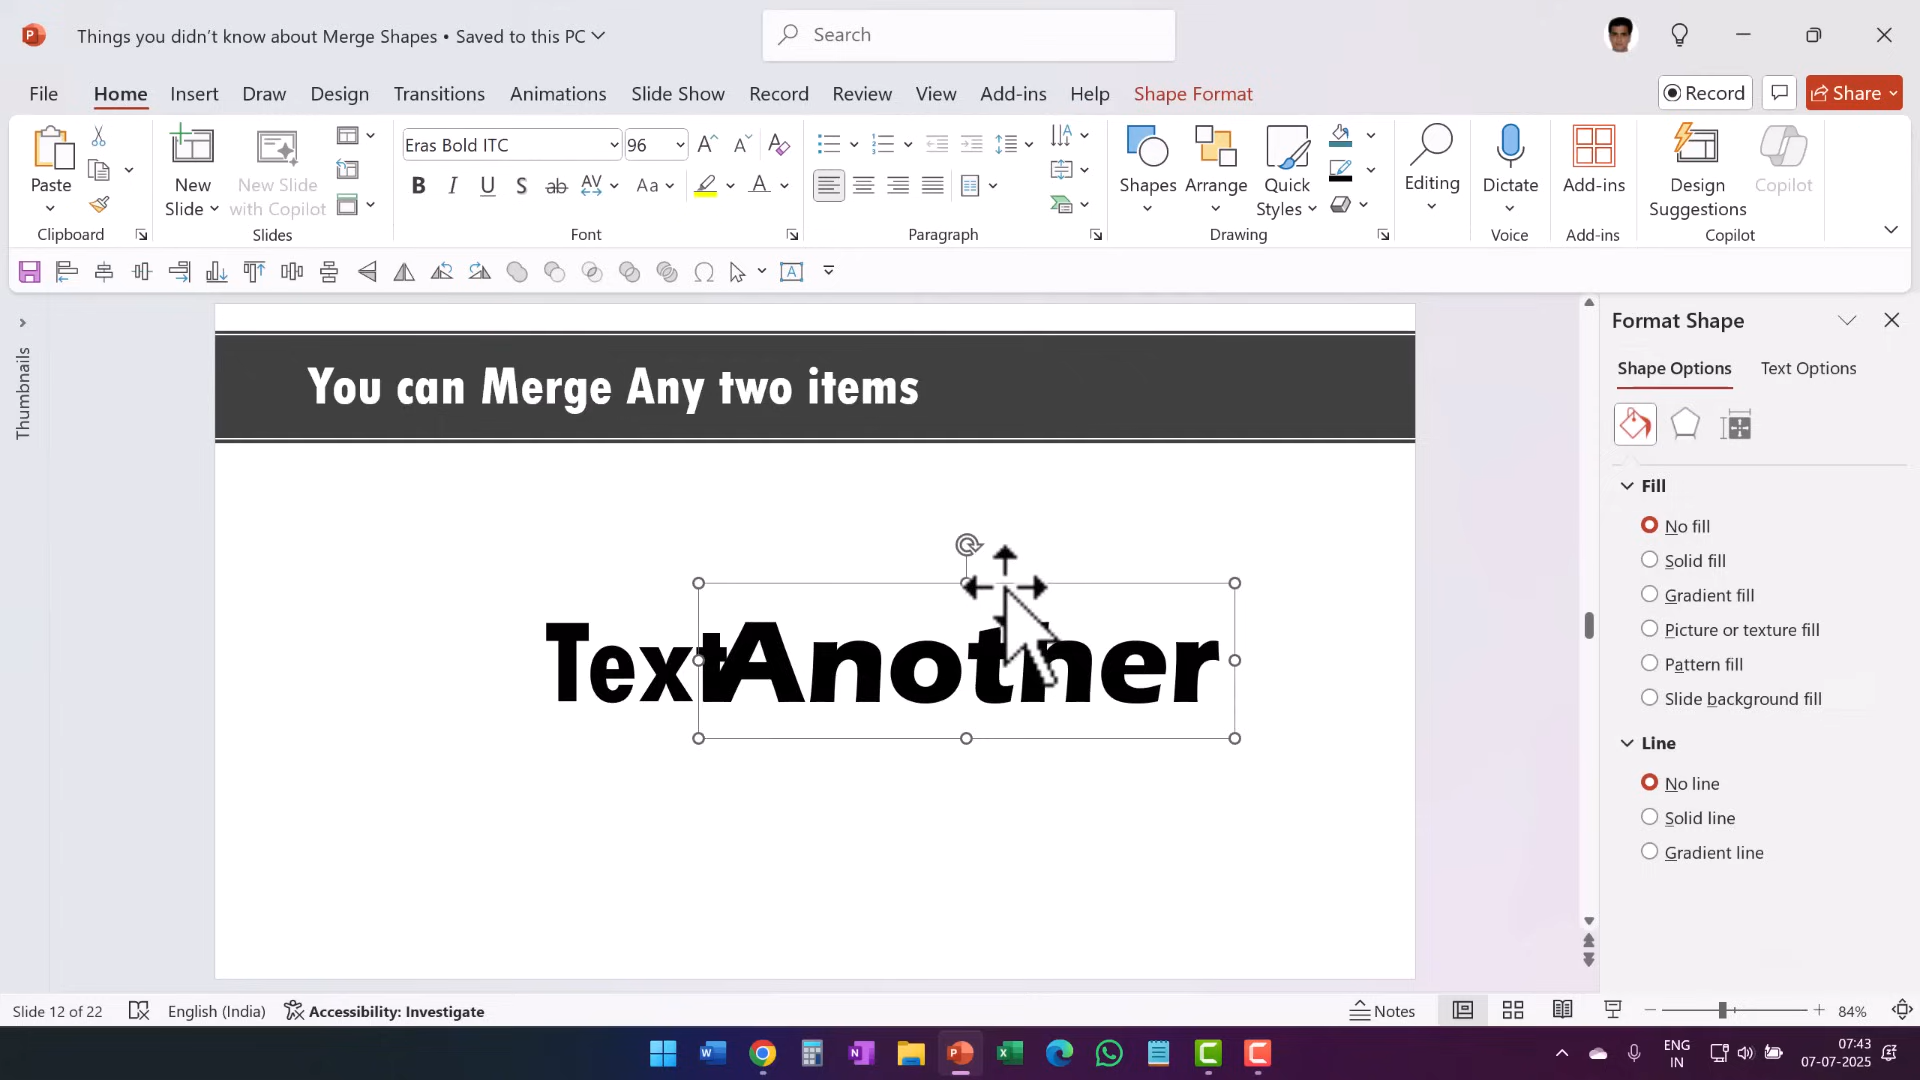 Things you didn't know about Merge Shapes • Saved to this PC
Search
File Home Insert Draw Design Transitions Animations Slide Show Record Review View Add-ins Help Shape Format
Record
Share
Paste
Clipboard
New
Slide
New Slide
with Copilot
Slides
Eras Bold ITC
96
B I U S ab AV Aa A
Font
Paragraph
Shapes
Arrange
Quick
Styles
Drawing
Editing
Dictate
Voice
Add-ins
Add-ins
Design
Suggestions
Copilot
Copilot
Thumbnails
You can Merge Any two items
Text
Another
Format Shape
Shape Options
Text Options
Fill
No fill
Solid fill
Gradient fill
Picture or texture fill
Pattern fill
Slide background fill
Line
No line
Solid line
Gradient line
Slide 12 of 22
English (India)
Accessibility: Investigate
Notes
84%
ENG
IN
07:43
07-07-2025